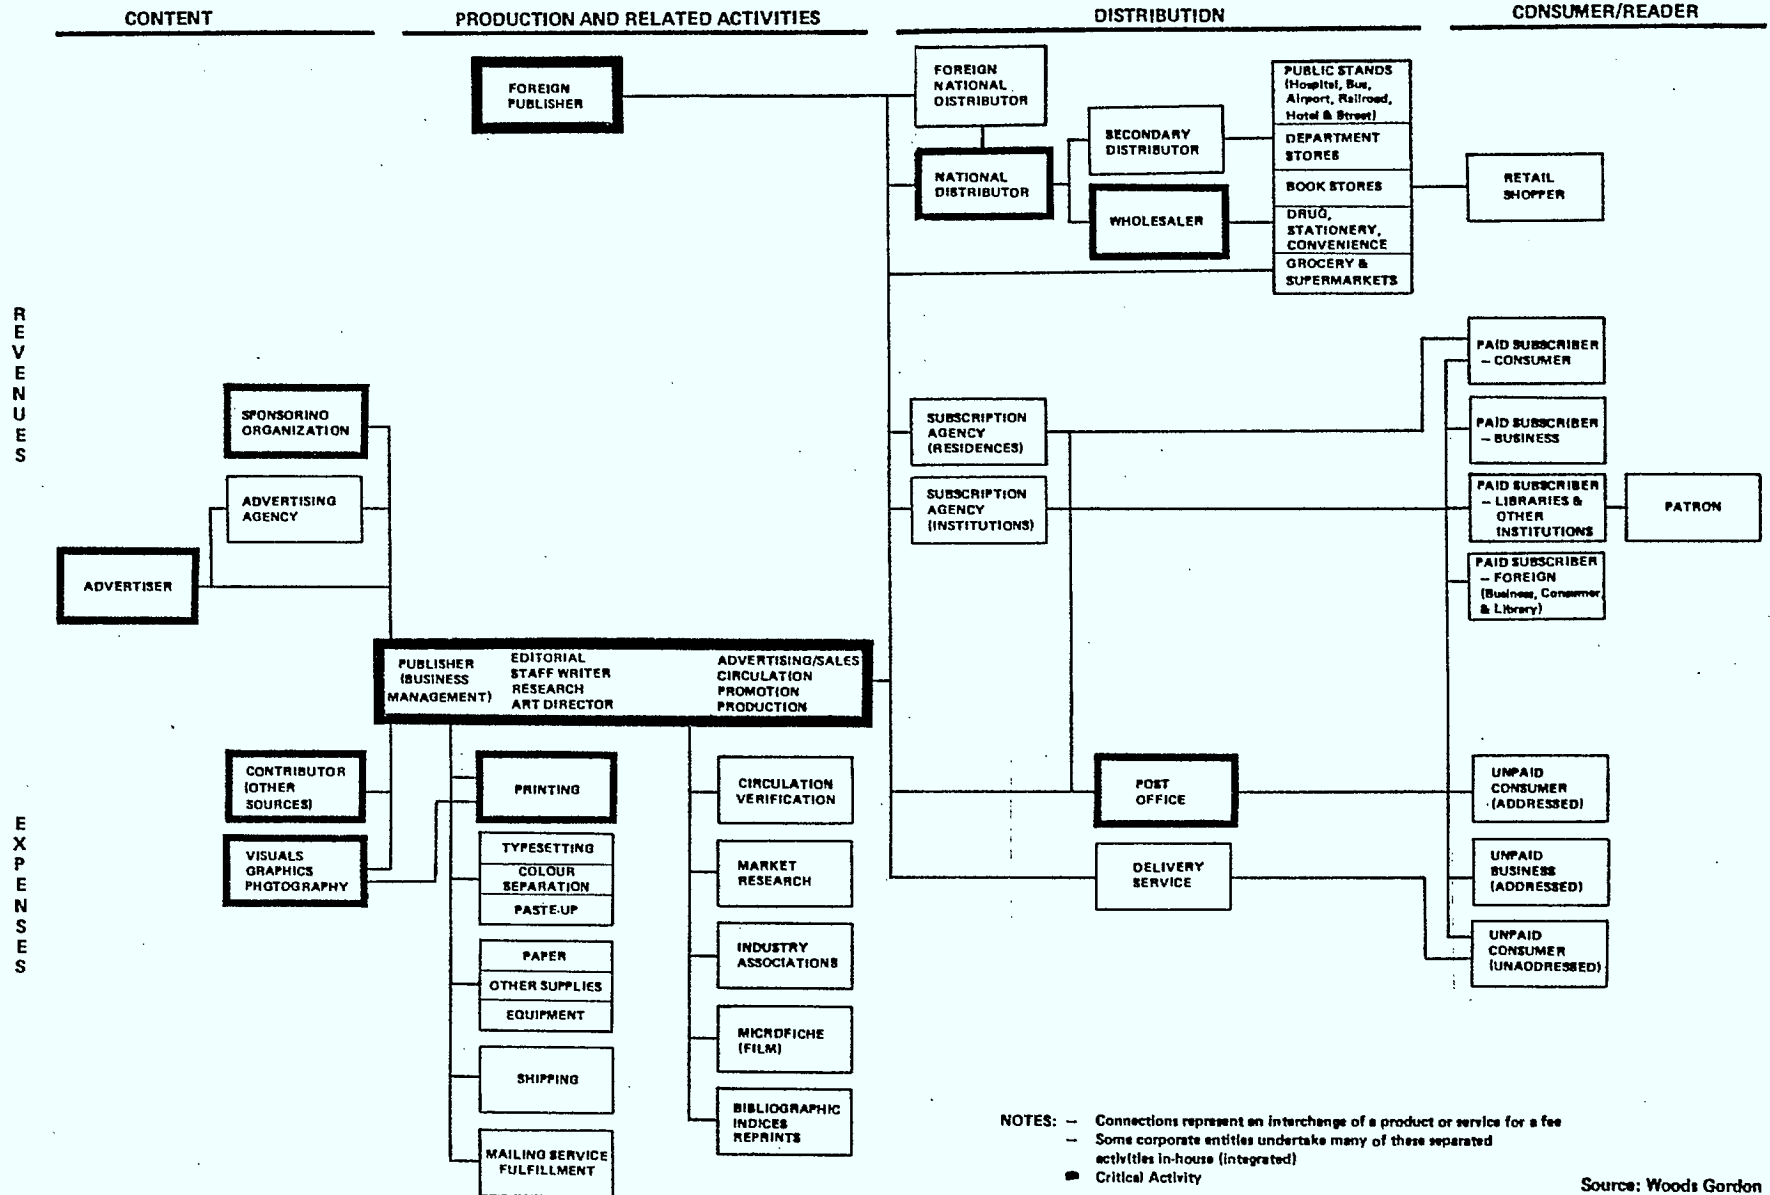 CONTENT
PRODUCTION AND RELATED ACTIVITIES
DISTRIBUTION
CONSUMER/READER
REVENUES
EXPENSES
FOREIGN
PUBLISHER
FOREIGN
NATIONAL
DISTRIBUTOR
NATIONAL
DISTRIBUTOR
SECONDARY
DISTRIBUTOR
WHOLESALER
PUBLIC STANDS
(Hospital, Bus,
Airport, Railroad,
Hotel & Street)
DEPARTMENT
STORES
BOOK STORES
DRUG,
STATIONERY,
CONVENIENCE
GROCERY &
SUPERMARKETS
RETAIL
SHOPPER
SPONSORING
ORGANIZATION
ADVERTISING
AGENCY
ADVERTISER
SUBSCRIPTION
AGENCY
(RESIDENCES)
SUBSCRIPTION
AGENCY
(INSTITUTIONS)
PAID SUBSCRIBER
– CONSUMER
PAID SUBSCRIBER
– BUSINESS
PAID SUBSCRIBER
– LIBRARIES &
OTHER
INSTITUTIONS
PATRON
PAID SUBSCRIBER
– FOREIGN
(Business, Consumer
& Library)
PUBLISHER
(BUSINESS
MANAGEMENT)
EDITORIAL
STAFF WRITER
RESEARCH
ART DIRECTOR
ADVERTISING/SALES
CIRCULATION
PROMOTION
PRODUCTION
CONTRIBUTOR
(OTHER
SOURCES)
VISUALS
GRAPHICS
PHOTOGRAPHY
PRINTING
TYPESETTING
COLOUR
SEPARATION
PASTE-UP
PAPER
OTHER SUPPLIES
EQUIPMENT
SHIPPING
MAILING SERVICE
FULFILLMENT
CIRCULATION
VERIFICATION
MARKET
RESEARCH
INDUSTRY
ASSOCIATIONS
MICROFICHE
(FILM)
BIBLIOGRAPHIC
INDICES
REPRINTS
POST
OFFICE
DELIVERY
SERVICE
UNPAID
CONSUMER
(ADDRESSED)
UNPAID
BUSINESS
(ADDRESSED)
UNPAID
CONSUMER
(UNADDRESSED)
NOTES: – Connections represent an interchange of a product or service for a fee
– Some corporate entities undertake many of these separated
activities in-house (integrated)
Critical Activity
Source: Woods Gordon